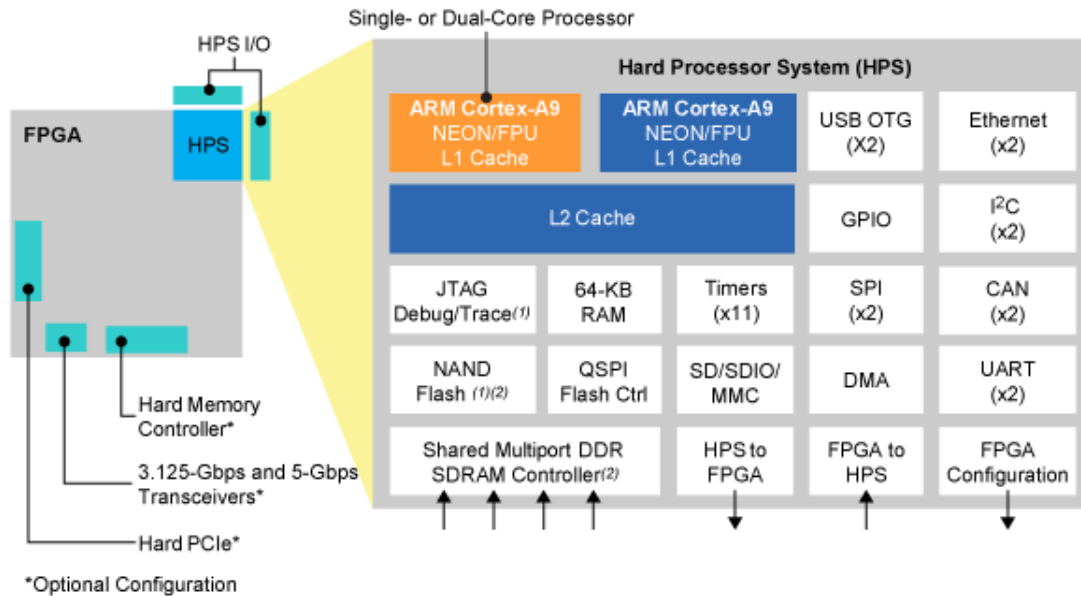 Single- or Dual-Core Processor
HPS I/O
FPGA
HPS
Hard Processor System (HPS)
ARM Cortex-A9
NEON/FPU
L1 Cache
ARM Cortex-A9
NEON/FPU
L1 Cache
USB OTG
(X2)
Ethernet
(x2)
L2 Cache
GPIO
I²C
(x2)
JTAG
Debug/Trace(1)
64-KB
RAM
Timers
(x11)
SPI
(x2)
CAN
(x2)
NAND
Flash (1)(2)
QSPI
Flash Ctrl
SD/SDIO/
MMC
DMA
UART
(x2)
Shared Multiport DDR
SDRAM Controller(2)
HPS to
FPGA
FPGA to
HPS
FPGA
Configuration
Hard Memory
Controller*
3.125-Gbps and 5-Gbps
Transceivers*
Hard PCIe*
*Optional Configuration